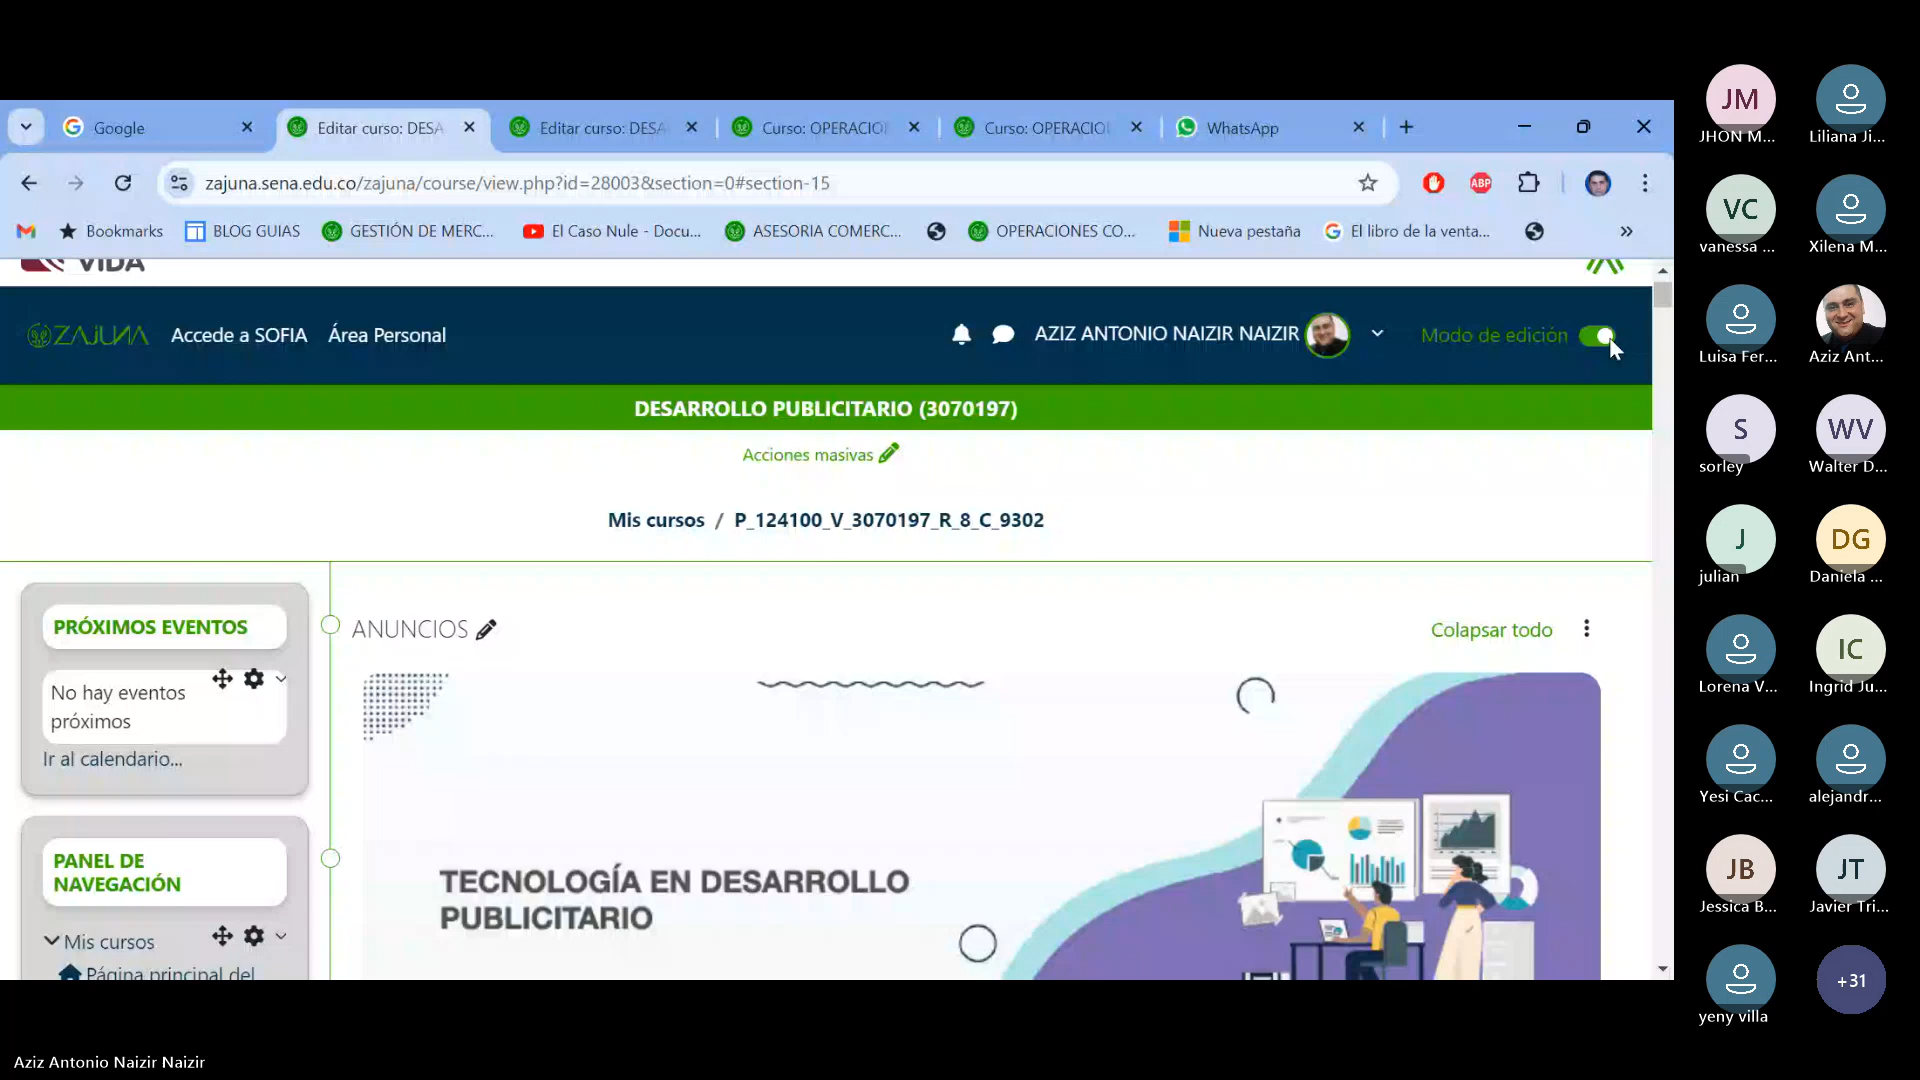 Google
Editar curso: DESA
Editar curso: DESA
Curso: OPERACIO
Curso: OPERACIO
WhatsApp
zajuna.sena.edu.co/zajuna/course/view.php?id=28003&section=0#section-15
ABP
Bookmarks
BLOG GUIAS
GESTIÓN DE MERC...
El Caso Nule - Docu...
ASESORIA COMERC...
OPERACIONES CO...
Nueva pestaña
El libro de la venta...
VIDA
ZAJUNA
Accede a SOFIA
Área Personal
AZIZ ANTONIO NAIZIR NAIZIR
Modo de edición
DESARROLLO PUBLICITARIO (3070197)
Acciones masivas
Mis cursos / P_124100_V_3070197_R_8_C_9302
PRÓXIMOS EVENTOS
No hay eventos
próximos
Ir al calendario...
PANEL DE
NAVEGACIÓN
Mis cursos
Página principal del
ANUNCIOS
Colapsar todo
TECNOLOGÍA EN DESARROLLO
PUBLICITARIO
JM
JHON M...
Liliana Ji...
VC
vanessa ...
Xilena M...
Luisa Fer...
Aziz Ant...
S
sorley
WV
Walter D...
J
julian
DG
Daniela ...
Lorena V...
IC
Ingrid Ju...
Yesi Cac...
alejandr...
JB
Jessica B...
JT
Javier Tri...
yeny villa
+31
Aziz Antonio Naizir Naizir